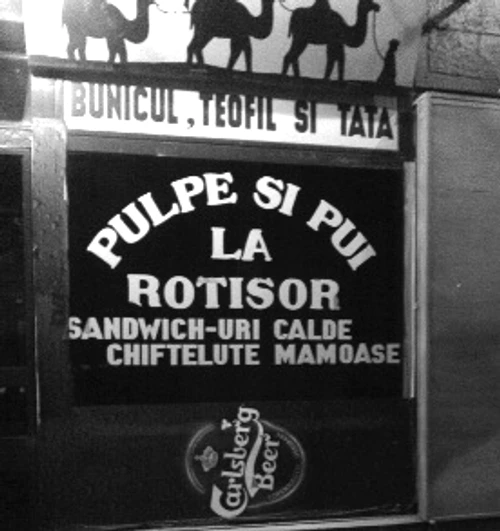 BUNICUL, TEOFIL SI TATA
PULPE SI PUI
LA
ROTISOR
SANDWICH-URI CALDE
CHIFTELUTE MAMOASE
Carlsberg
Beer